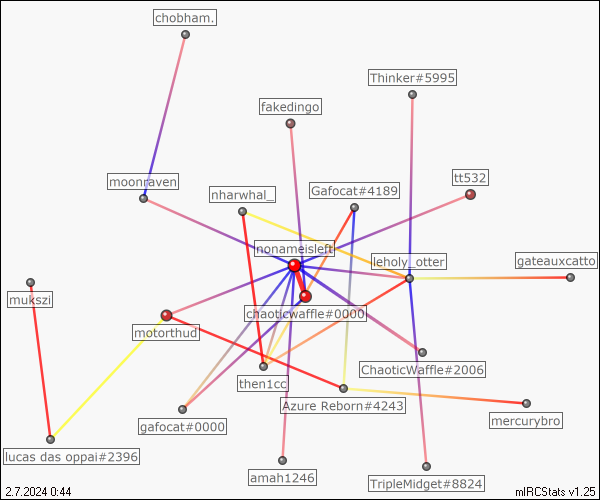 chobham.
Thinker#5995
fakedingo
moonraven
nharwhal_
Gafocat#4189
tt532
nonameisleft
leholy_otter
gateauxcatto
mukszi
chaoticwaffle#0000
motorthud
ChaoticWaffle#2006
then1cc
Azure Reborn#4243
gafocat#0000
mercurybro
lucas das oppai#2396
amah1246
TripleMidget#8824
2.7.2024 0:44
mIRCStats v1.25